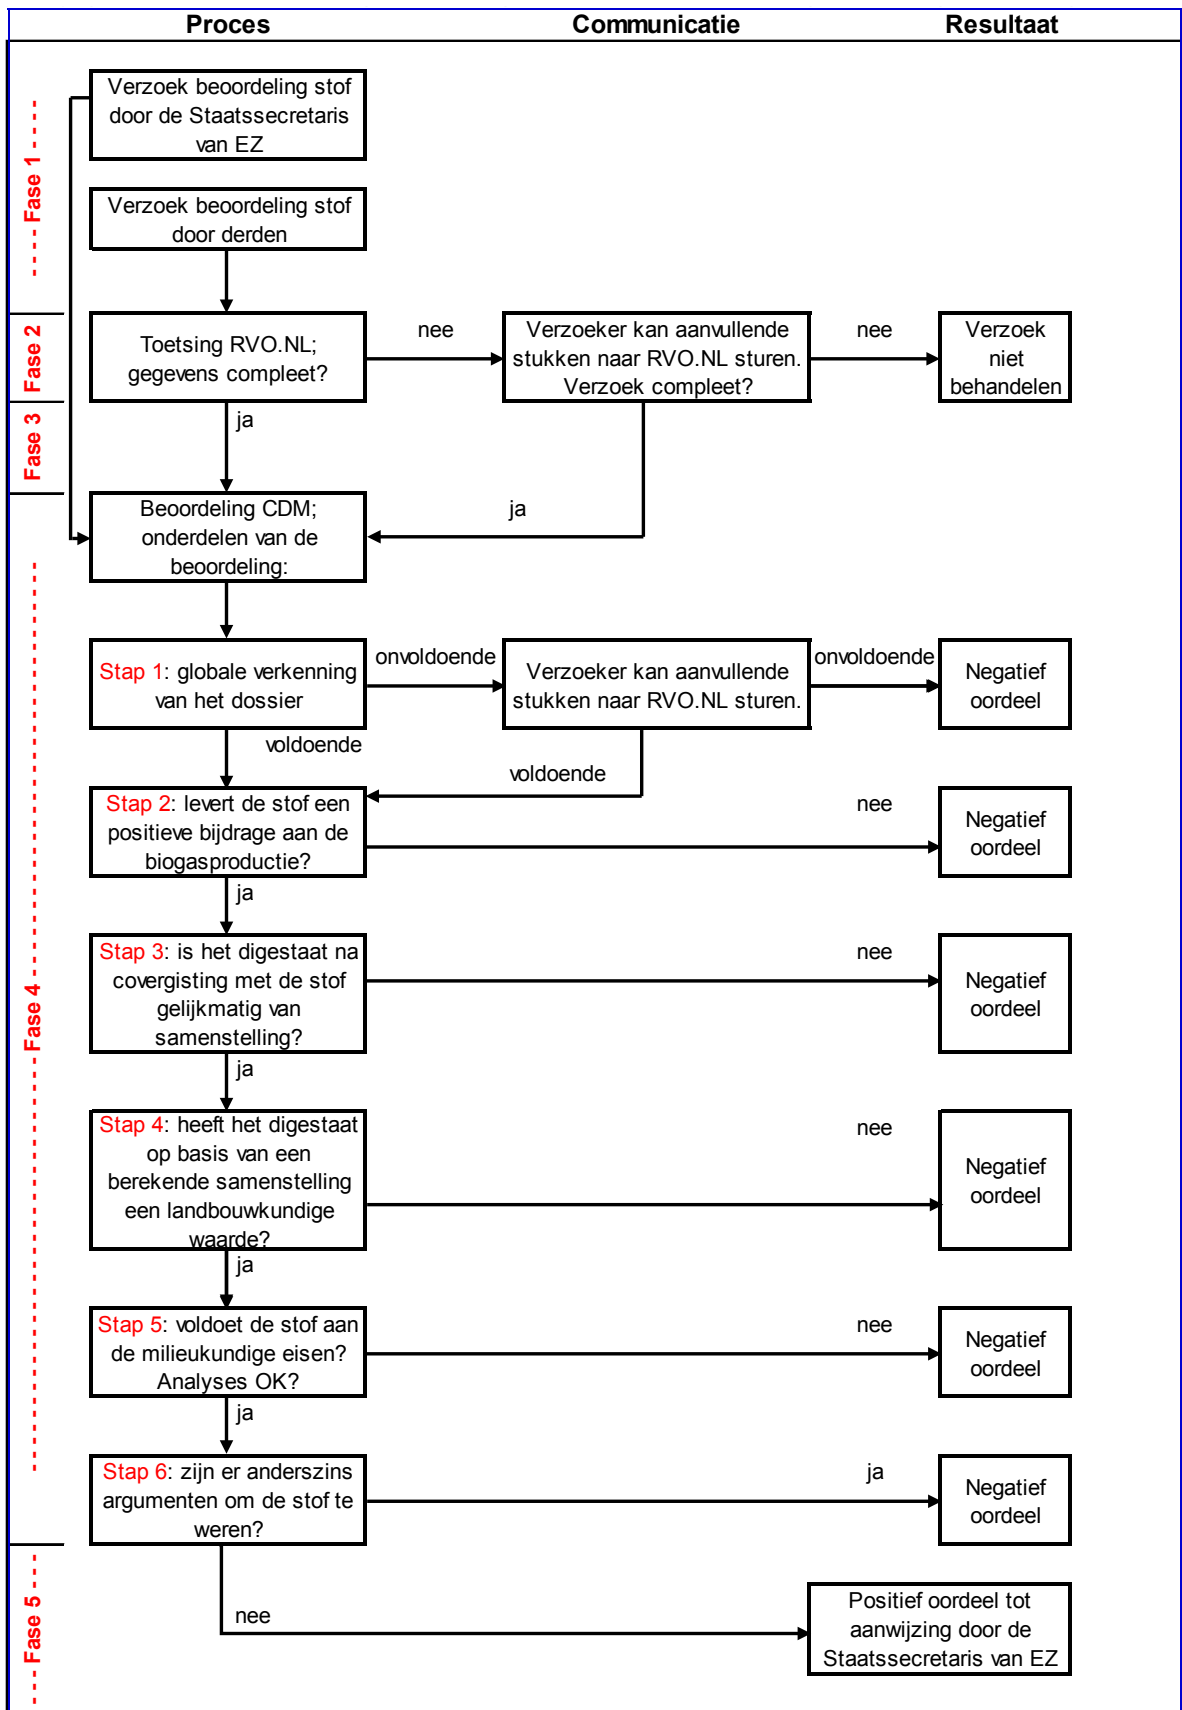 Proces
Communicatie
Resultaat
Fase 1
Verzoek beoordeling stof
door de Staatssecretaris
van EZ
Verzoek beoordeling stof
door derden
Fase 2
Toetsing RVO.NL;
gegevens compleet?
nee
Verzoeker kan aanvullende
stukken naar RVO.NL sturen.
Verzoek compleet?
nee
Verzoek
niet
behandelen
Fase 3
ja
ja
Beoordeling CDM;
onderdelen van de
beoordeling:
Fase 4
Stap 1: globale verkenning
van het dossier
onvoldoende
Verzoeker kan aanvullende
stukken naar RVO.NL sturen.
onvoldoende
Negatief
oordeel
voldoende
voldoende
Stap 2: levert de stof een
positieve bijdrage aan de
biogasproductie?
nee
Negatief
oordeel
ja
Stap 3: is het digestaat na
covergisting met de stof
gelijkmatig van
samenstelling?
nee
Negatief
oordeel
ja
Stap 4: heeft het digestaat
op basis van een
berekende samenstelling
een landbouwkundige
waarde?
nee
Negatief
oordeel
ja
Stap 5: voldoet de stof aan
de milieukundige eisen?
Analyses OK?
nee
Negatief
oordeel
ja
Stap 6: zijn er anderszins
argumenten om de stof te
weren?
ja
Negatief
oordeel
Fase 5
nee
Positief oordeel tot
aanwijzing door de
Staatssecretaris van EZ